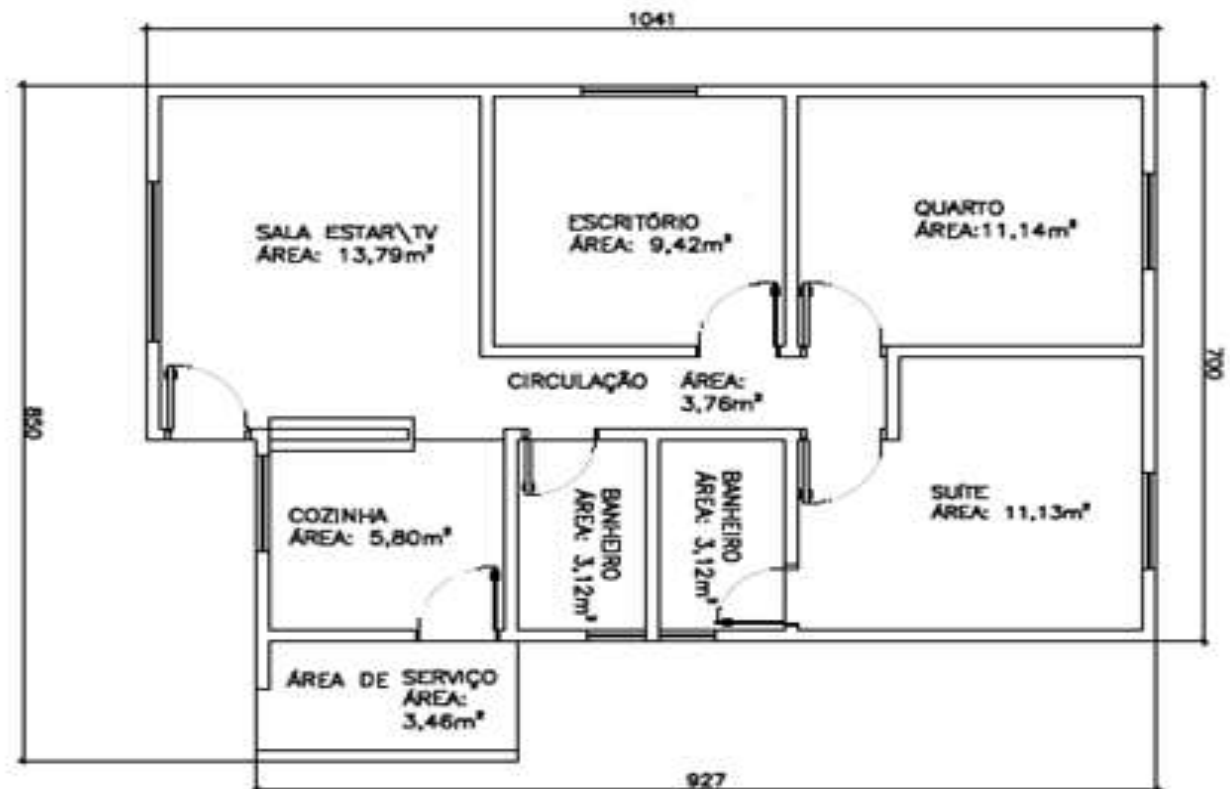 1041
SALA ESTAR\TV
ÁREA: 13,79m²
ESCRITÓRIO
ÁREA: 9,42m²
QUARTO
ÁREA:11,14m²
700
CIRCULAÇÃO
ÁREA:
3,76m²
850
COZINHA
ÁREA: 5,80m²
BANHEIRO
ÁREA: 3,12m²
BANHEIRO
ÁREA: 3,12m²
SUÍTE
ÁREA: 11,13m²
ÁREA DE SERVIÇO
ÁREA:
3,46m²
927